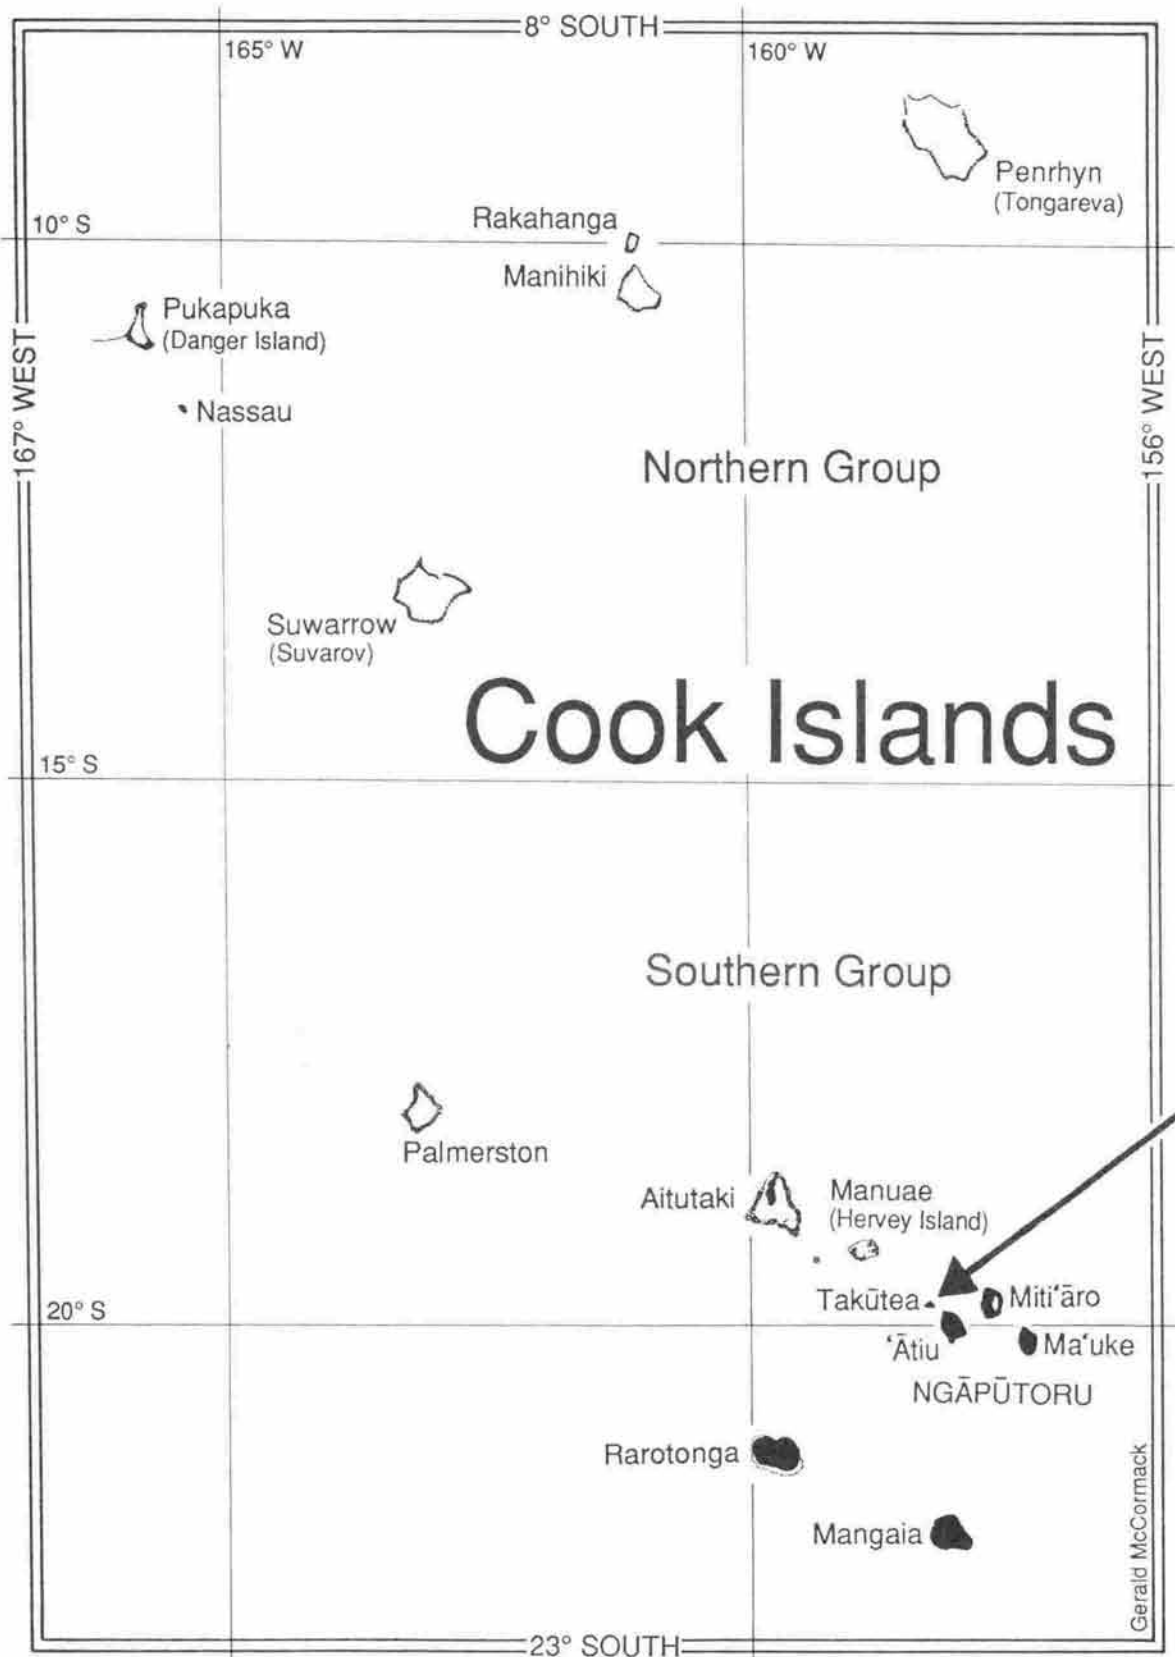 8° SOUTH
165° W
160° W
Penrhyn
(Tongareva)
Rakahanga
10° S
Manihiki
Pukapuka
(Danger Island)
167° WEST
156° WEST
Nassau
Northern Group
Suwarrow
(Suvarov)
Cook Islands
15° S
Southern Group
Palmerston
Aitutaki
Manuae
(Hervey Island)
Takūtea
Miti‘āro
20° S
‘Ātiu
Ma‘uke
NGĀPŪTORU
Rarotonga
Mangaia
Gerald McCormack
23° SOUTH